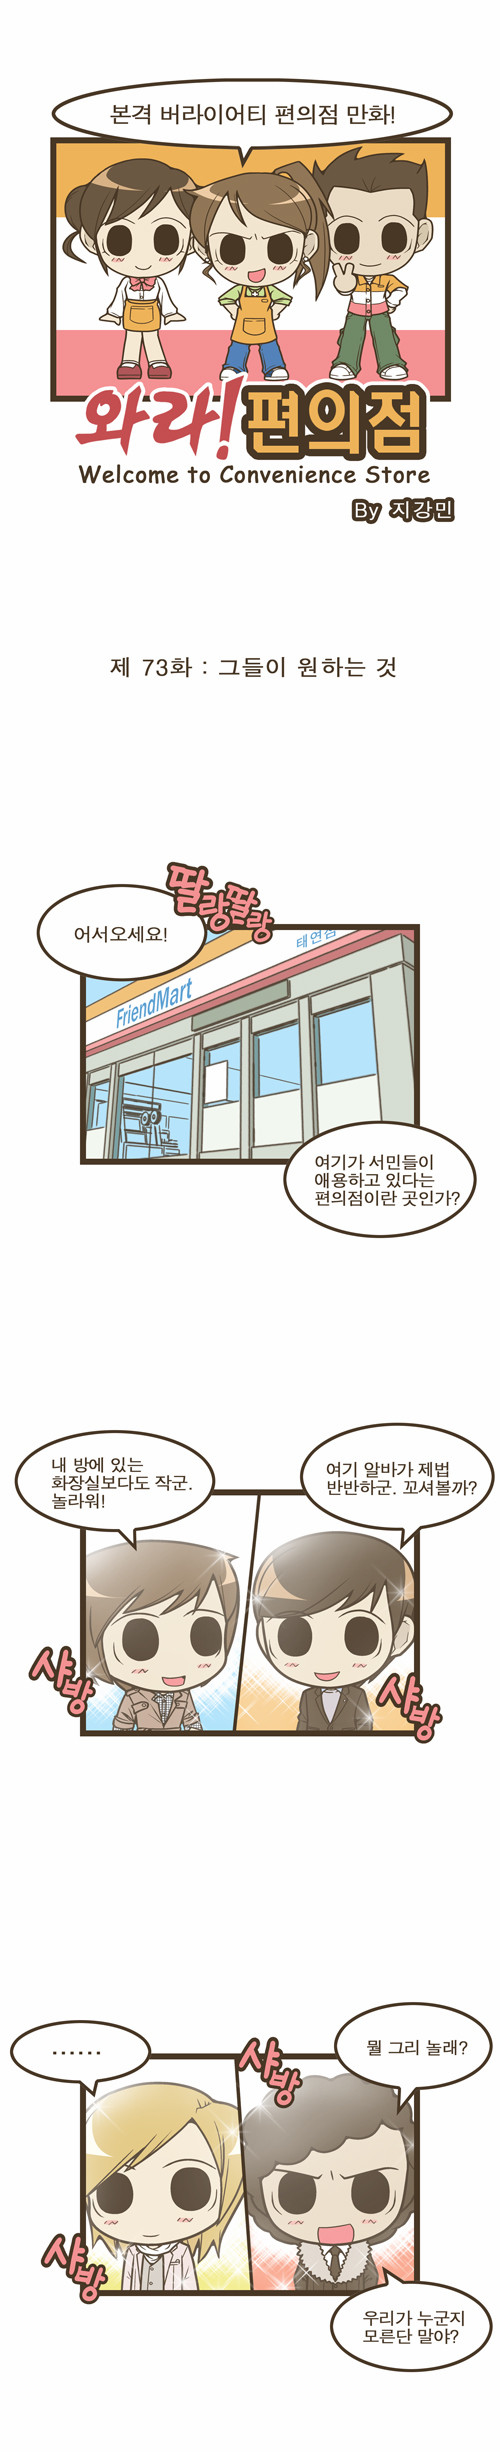 본격 버라이어티 편의점 만화!
와라! 편의점
Welcome to Convenience Store
By 지강민
제 73화 : 그들이 원하는 것
딸랑딸랑
어서오세요!
태연점
FriendMart
여기가 서민들이
애용하고 있다는
편의점이란 곳인가?
내 방에 있는
화장실보다도 작군.
놀라워!
여기 알바가 제법
반반하군. 꼬셔볼까?
샤방
샤방
......
샤방
뭘 그리 놀래?
샤방
우리가 누군지
모른단 말야?